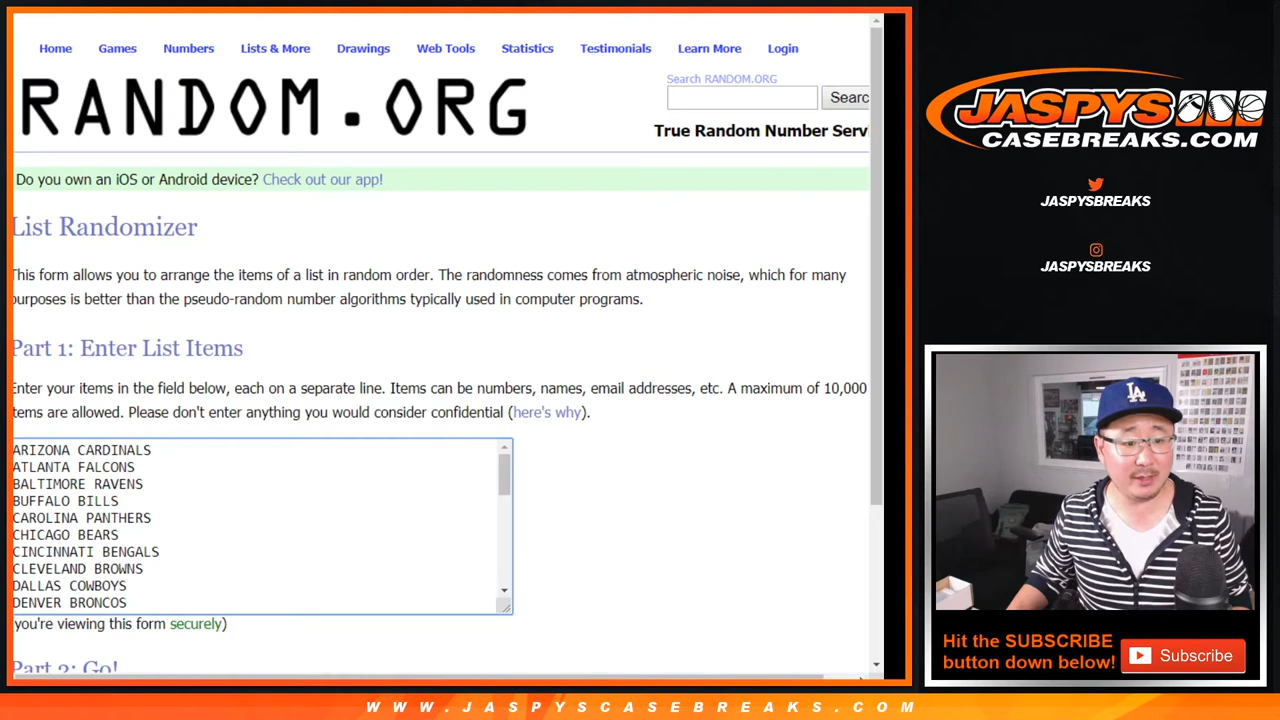 Home Games Numbers Lists & More Drawings Web Tools Statistics Testimonials Learn More Login
RANDOM.ORG
Search RANDOM.ORG
Searc
True Random Number Servi
Do you own an iOS or Android device? Check out our app!
List Randomizer
This form allows you to arrange the items of a list in random order. The randomness comes from atmospheric noise, which for many
purposes is better than the pseudo-random number algorithms typically used in computer programs.
Part 1: Enter List Items
Enter your items in the field below, each on a separate line. Items can be numbers, names, email addresses, etc. A maximum of 10,000
items are allowed. Please don't enter anything you would consider confidential (here's why).
ARIZONA CARDINALS
ATLANTA FALCONS
BALTIMORE RAVENS
BUFFALO BILLS
CAROLINA PANTHERS
CHICAGO BEARS
CINCINNATI BENGALS
CLEVELAND BROWNS
DALLAS COWBOYS
DENVER BRONCOS
you're viewing this form securely)
Part 2: Go!
JASPYS
CASEBREAKS.COM
JASPYSBREAKS
JASPYSBREAKS
LA
Hit the SUBSCRIBE
button down below!
Subscribe
WWW.JASPYSCASEBREAKS.COM